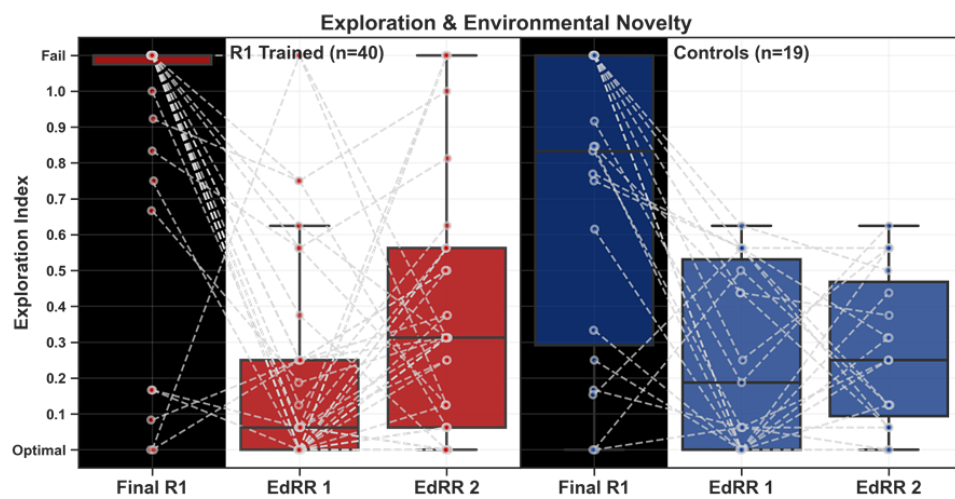 Exploration & Environmental Novelty
R1 Trained (n=40)
Controls (n=19)
Exploration Index
Fail
1.0
0.9
0.8
0.7
0.6
0.5
0.4
0.3
0.2
0.1
Optimal
Final R1
EdRR 1
EdRR 2
Final R1
EdRR 1
EdRR 2